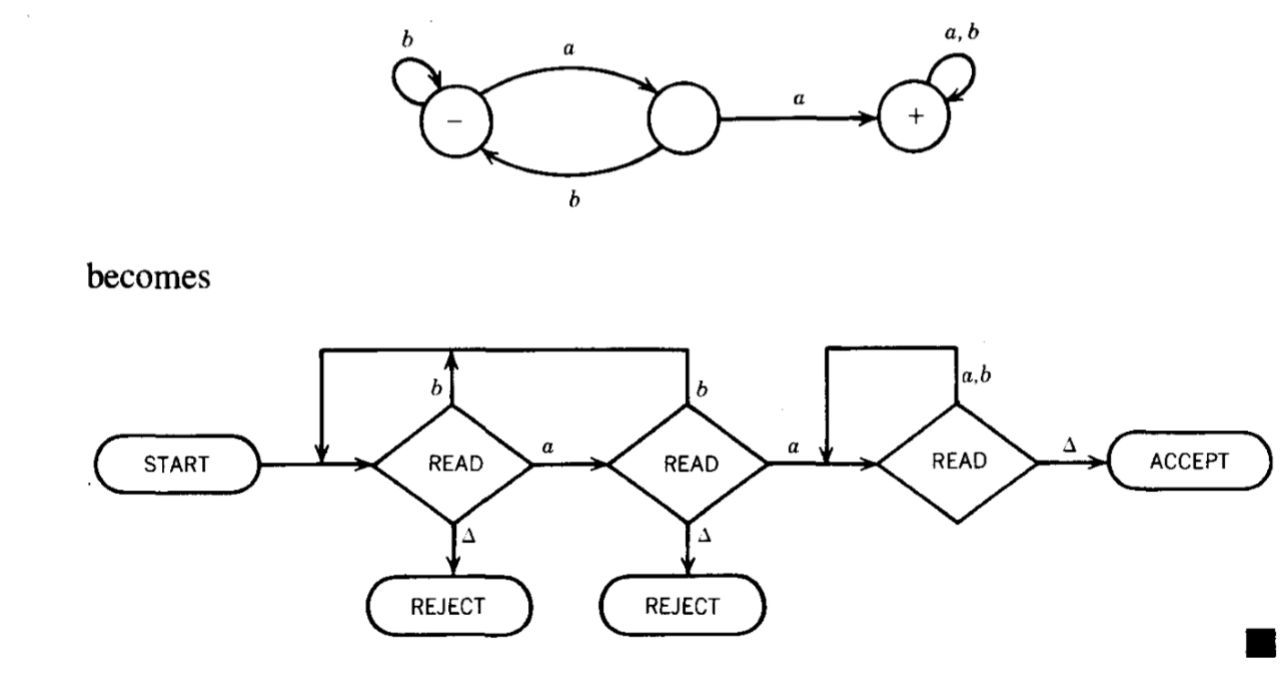 b a a, b
− a +
b
becomes
b b a,b
START READ a READ a READ Δ ACCEPT
Δ Δ
REJECT REJECT